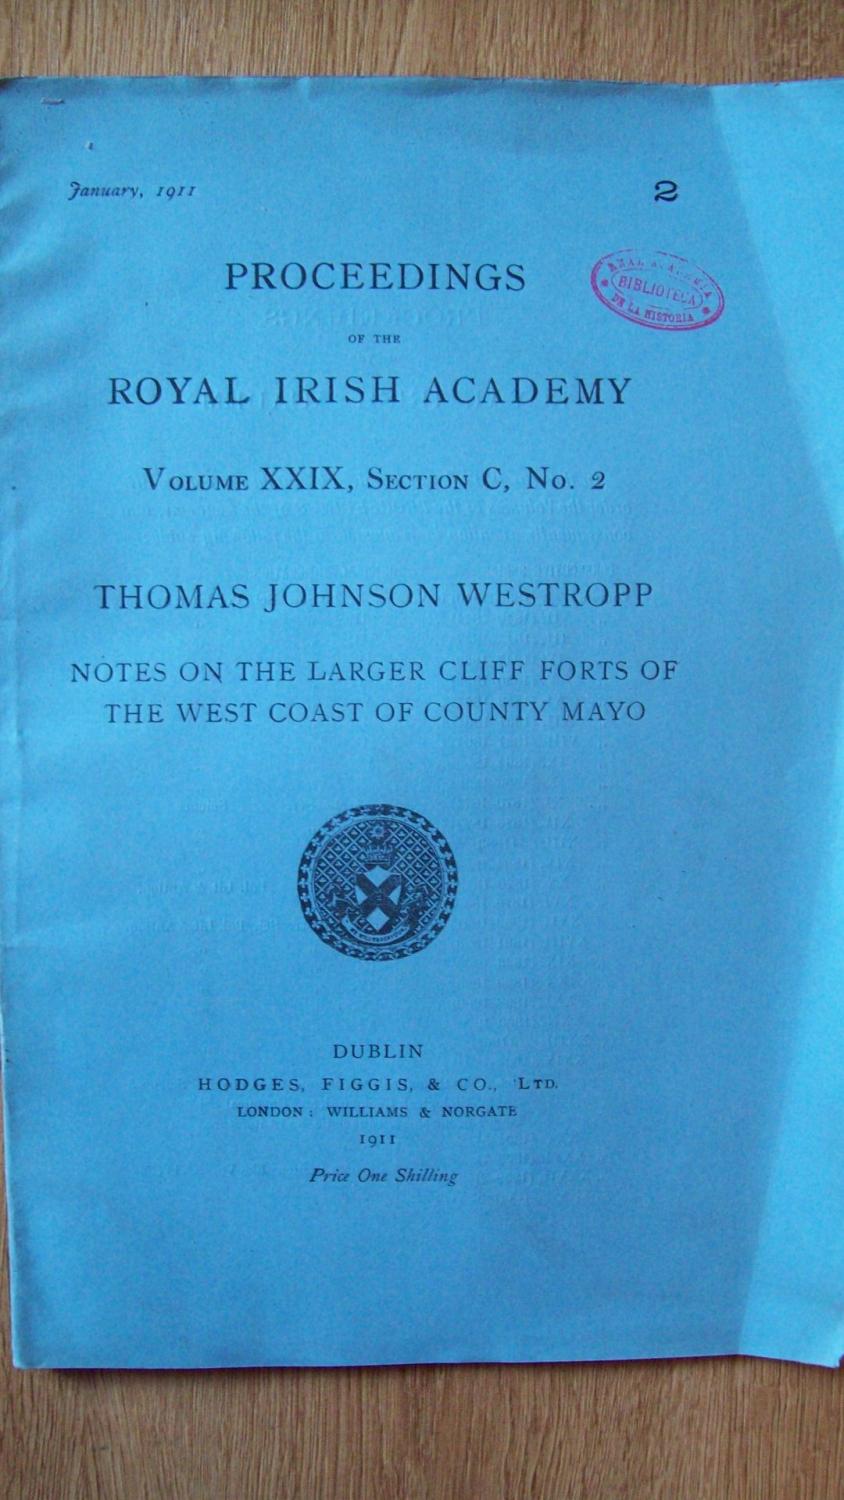 January, 1911
2
PROCEEDINGS
OF THE
ROYAL IRISH ACADEMY
VOLUME XXIX, SECTION C, No. 2
THOMAS JOHNSON WESTROPP
NOTES ON THE LARGER CLIFF FORTS OF
THE WEST COAST OF COUNTY MAYO
DUBLIN
HODGES, FIGGIS, & CO., LTD.
LONDON: WILLIAMS & NORGATE
1911
Price One Shilling
REAL ACADEMIA
BIBLIOTECA
DE LA HISTORIA